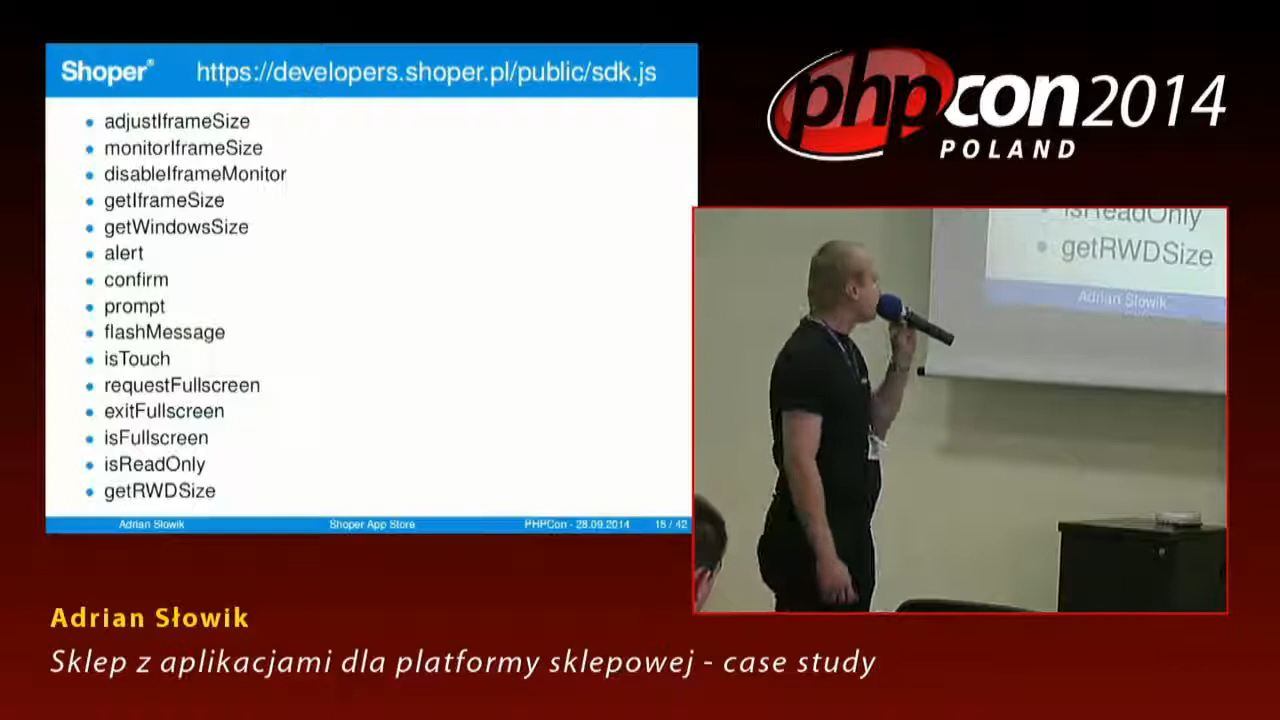 Shoper®
https://developers.shoper.pl/public/sdk.js
adjustIframeSize
monitorIframeSize
disableIframeMonitor
getIframeSize
getWindowsSize
alert
confirm
prompt
flashMessage
isTouch
requestFullscreen
exitFullscreen
isFullscreen
isReadOnly
getRWDSize
Adrian Słowik
Shoper App Store
PHPCon - 28.09.2014
15 / 42
phpcon2014
POLAND
isReadOnly
getRWDSize
Adrian Słowik
Adrian Słowik
Sklep z aplikacjami dla platformy sklepowej - case study